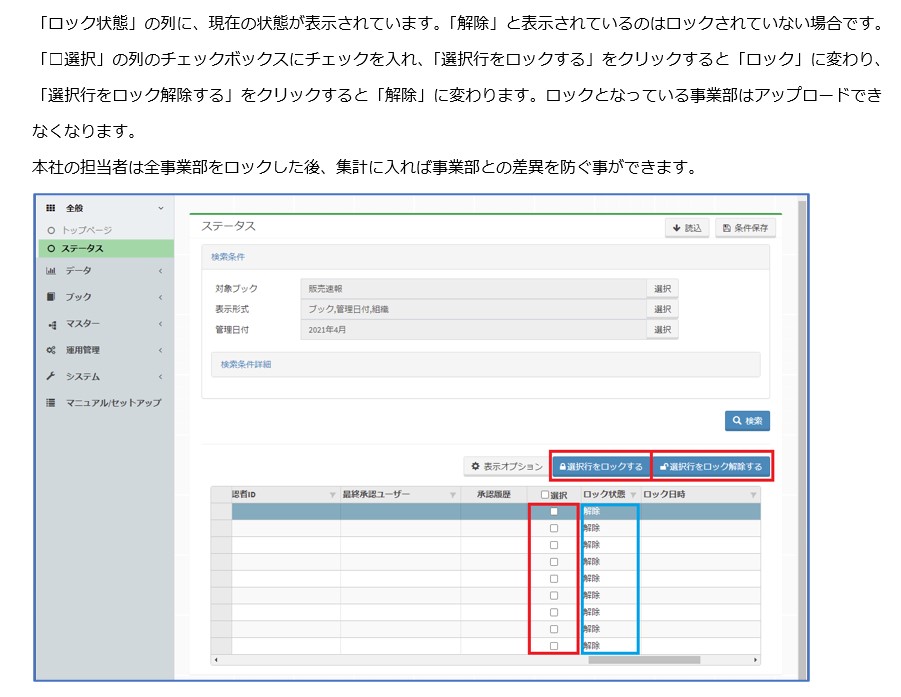 「ロック状態」の列に、現在の状態が表示されています。「解除」と表示されているのはロックされていない場合です。
「□選択」の列のチェックボックスにチェックを入れ、「選択行をロックする」をクリックすると「ロック」に変わり、
「選択行をロック解除する」をクリックすると「解除」に変わります。ロックとなっている事業部はアップロードでき
なくなります。
本社の担当者は全事業部をロックした後、集計に入れば事業部との差異を防ぐ事ができます。
全般
トップページ
ステータス
データ
ブック
マスター
運用管理
システム
マニュアル/セットアップ
ステータス
読込
条件保存
検索条件
対象ブック 販売速報 選択
表示形式 ブック,管理日付,組織 選択
管理日付 2021年4月 選択
検索条件詳細
検索
表示オプション 選択行をロックする 選択行をロック解除する
認者ID 最終承認ユーザー 承認履歴 選択 ロック状態 ロック日時
解除
解除
解除
解除
解除
解除
解除
解除
解除